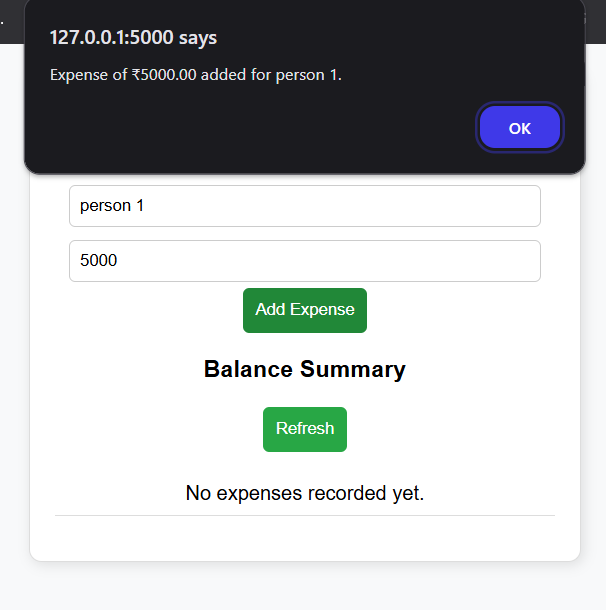 127.0.0.1:5000 says
Expense of ₹5000.00 added for person 1.
OK
person 1
5000
Add Expense
Balance Summary
Refresh
No expenses recorded yet.